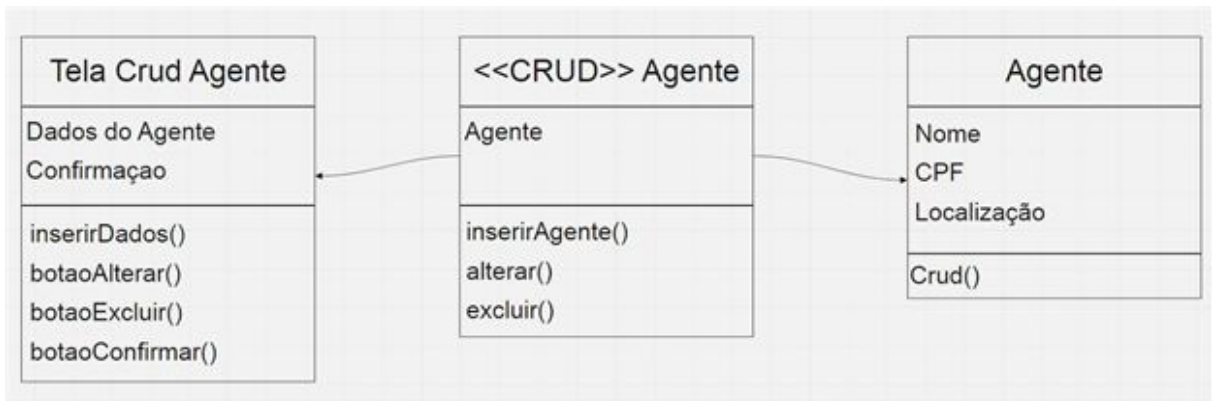 Tela Crud Agente
Dados do Agente
Confirmaçao
inserirDados()
botaoAlterar()
botaoExcluir()
botaoConfirmar()
<<CRUD>> Agente
Agente
inserirAgente()
alterar()
excluir()
Agente
Nome
CPF
Localização
Crud()